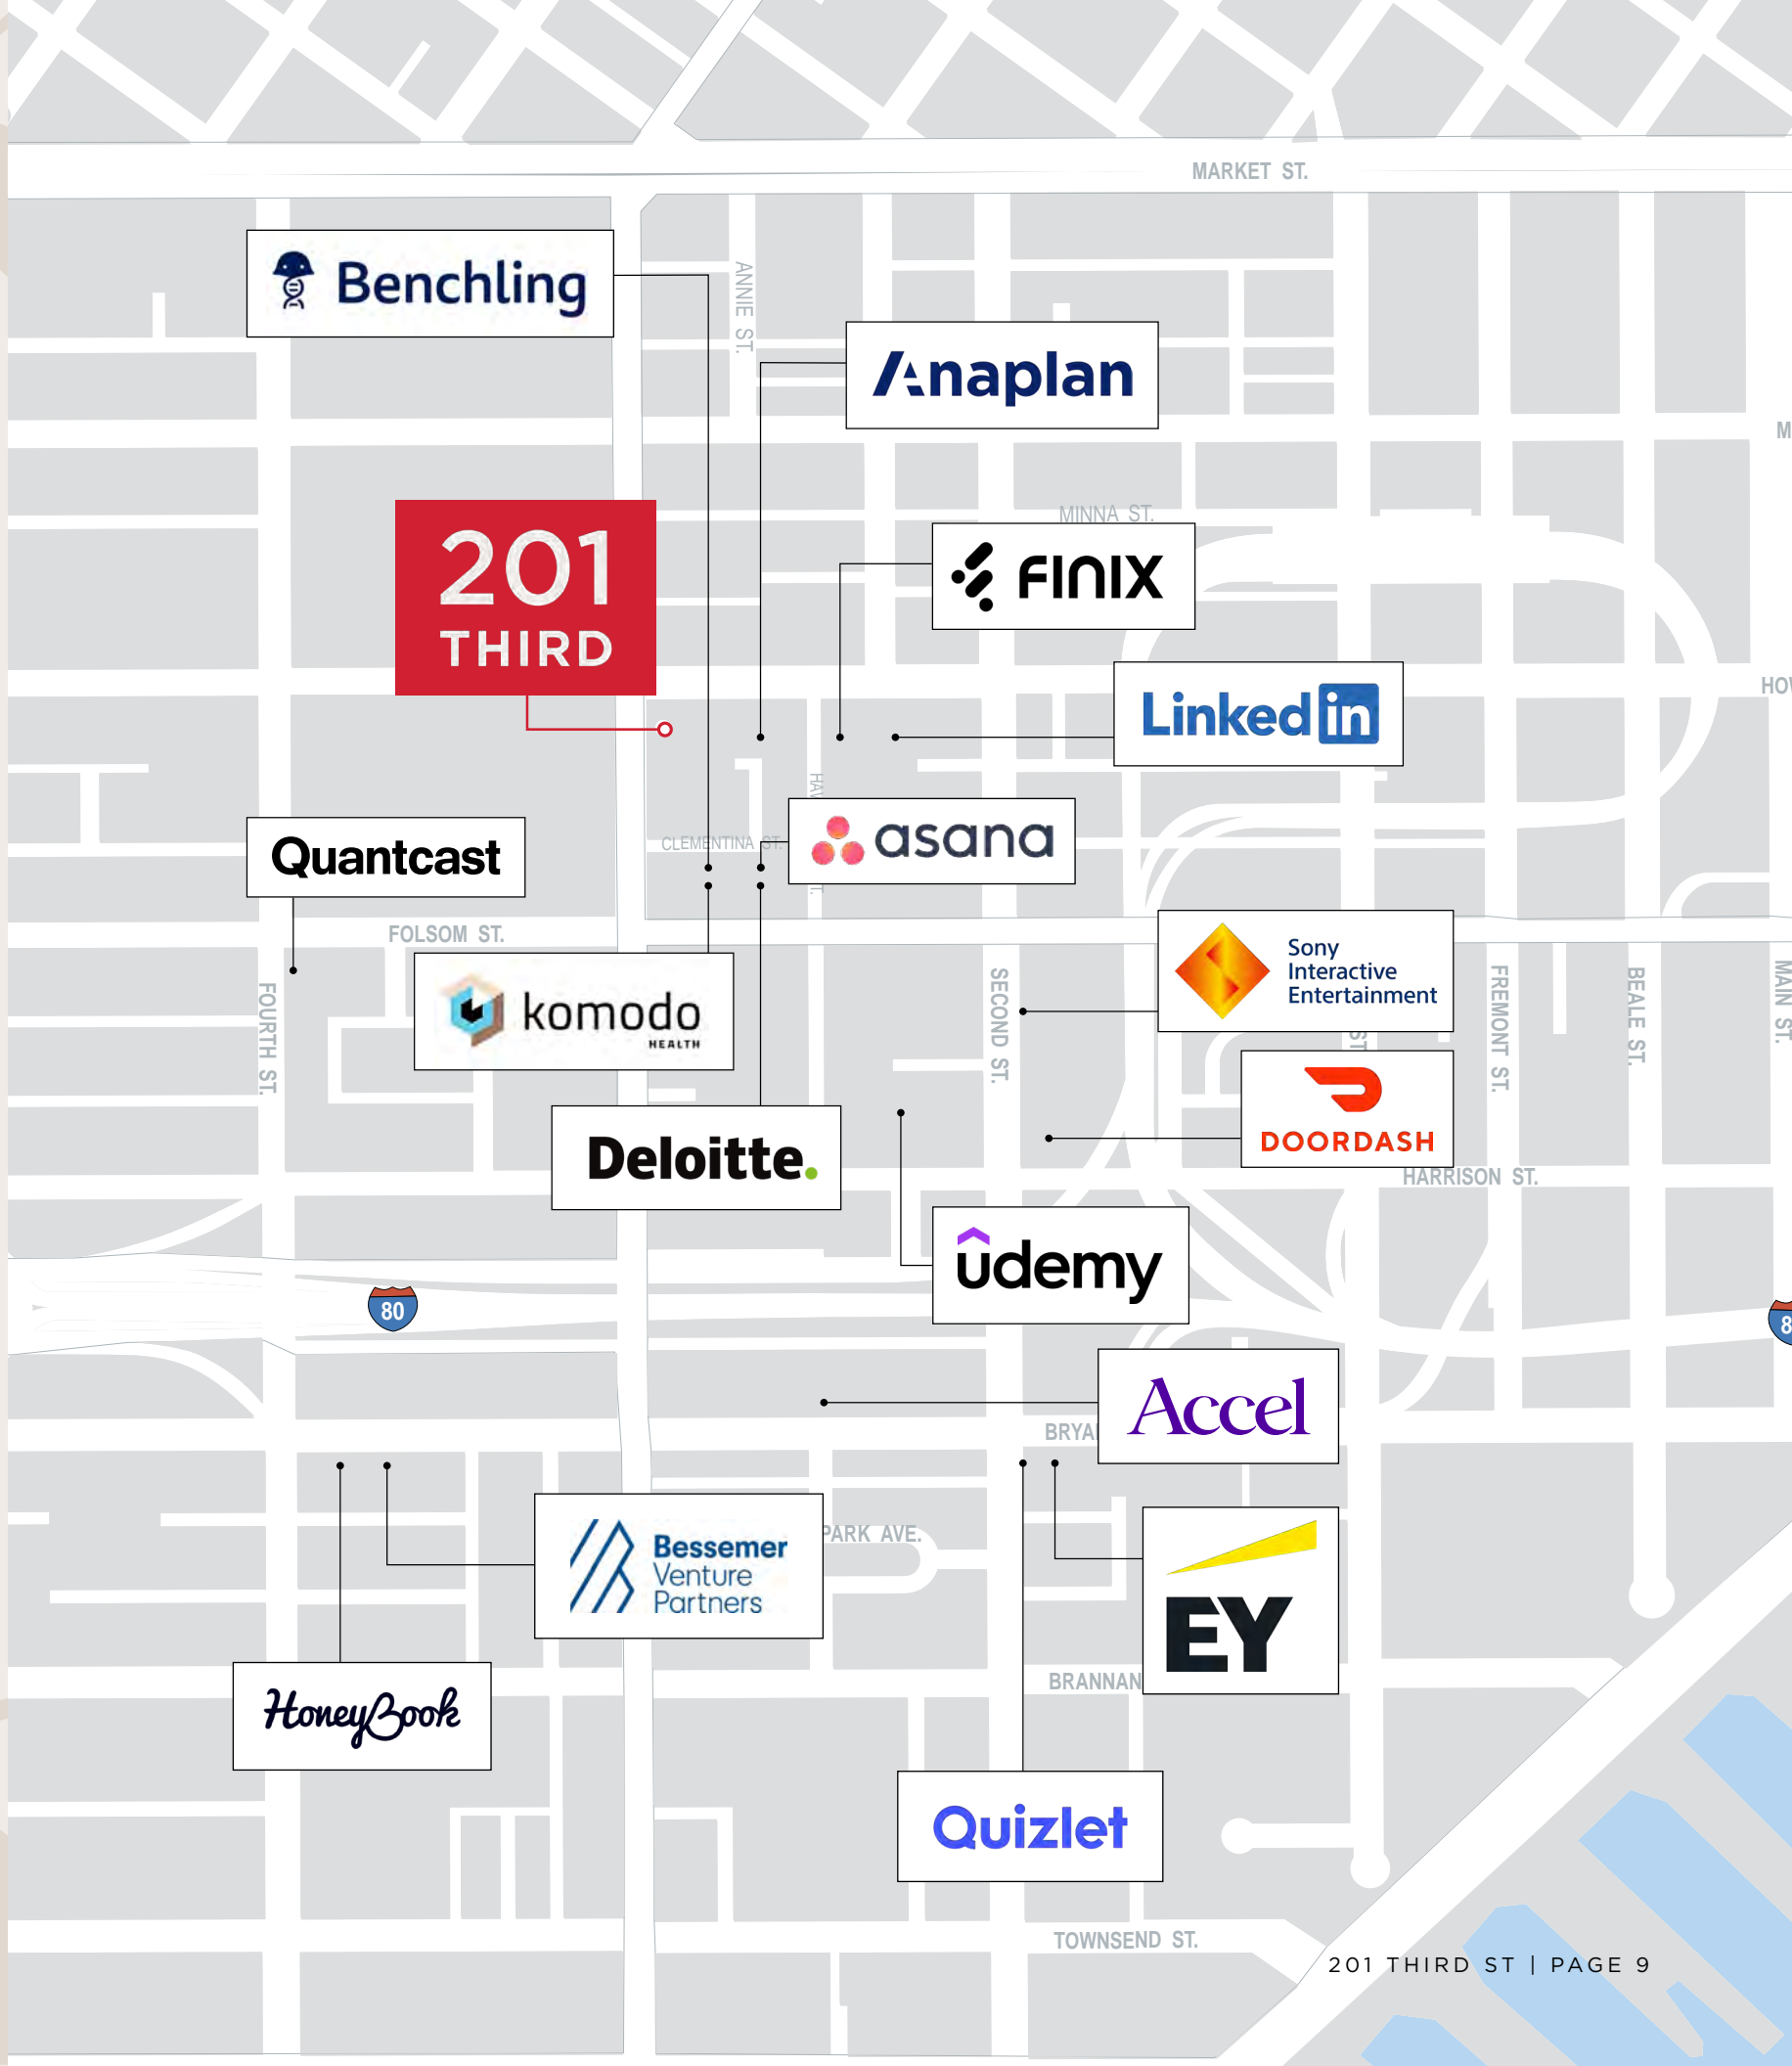 MARKET ST.
Benchling
ANNIE ST.
Anaplan
201
THIRD
MINNA ST.
FINIX
Linked in
CLEMENTINA ST.
asana
Quantcast
FOLSOM ST.
FOURTH ST.
komodo
HEALTH
SECOND ST.
Sony
Interactive
Entertainment
FREMONT ST.
BEALE ST.
MAIN ST.
DOORDASH
HARRISON ST.
Deloitte.
udemy
80
Accel
PARK AVE.
Bessemer
Venture
Partners
EY
BRANNAN
HoneyBook
Quizlet
TOWNSEND ST.
201 THIRD ST | PAGE 9